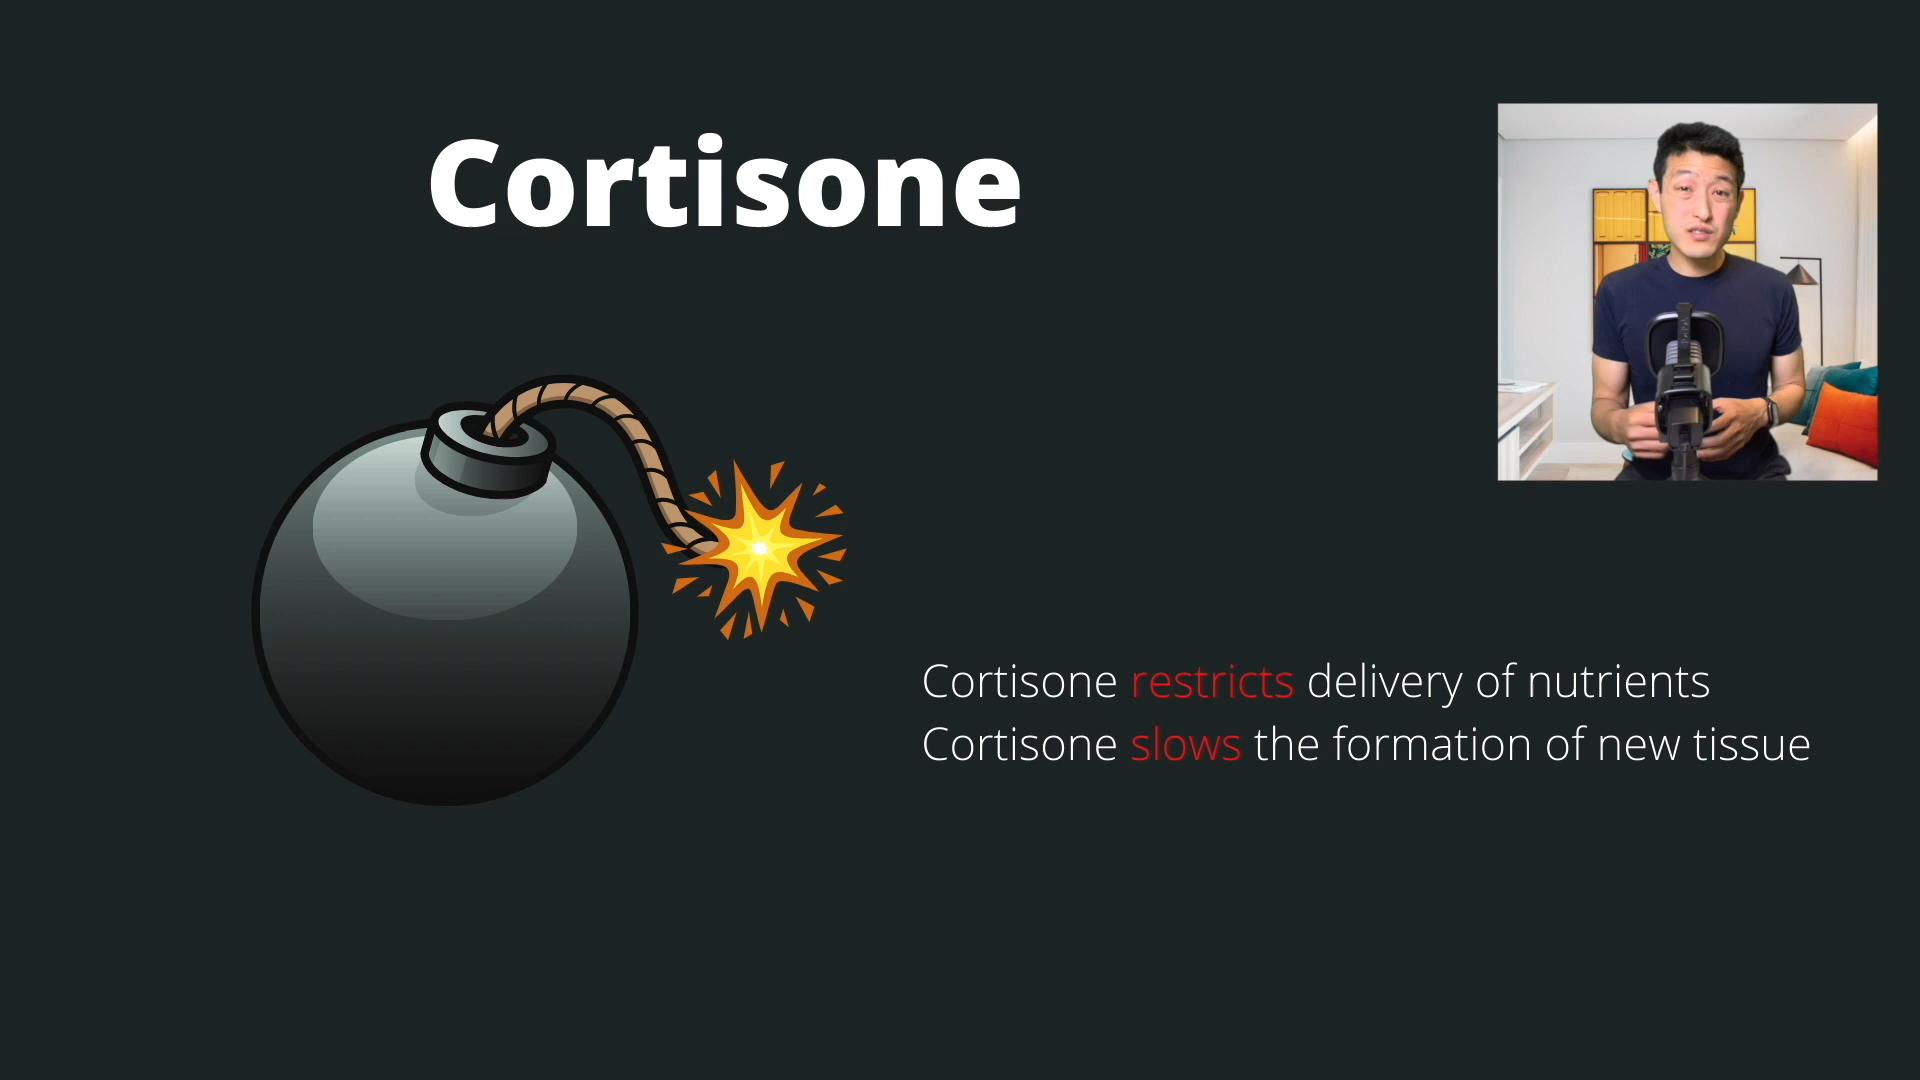 Cortisone
Cortisone restricts delivery of nutrients
Cortisone slows the formation of new tissue